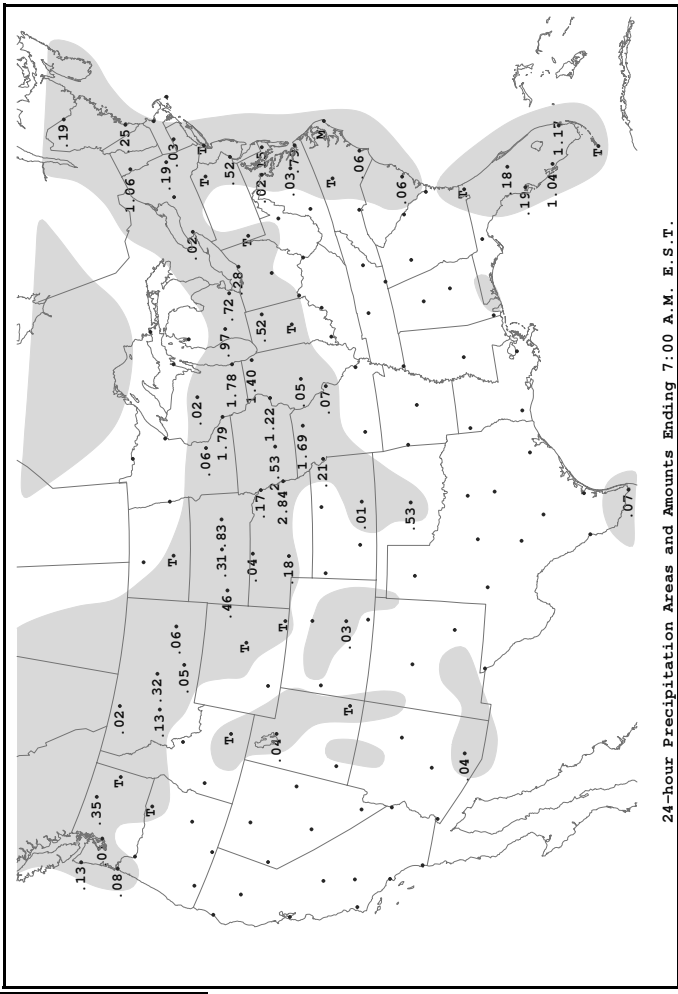 .19
.13
.35
.08
T
.02
1.06
.25
T
.13 .32
.19 .03
T
.06
.05
.02
.02
T
T
.06
.31 .83
1.79
.97 .72
.46
T
.52
1.78
.28
T
T
.04
1.40
.17
.52
.02
1.22
2.53
.04
2.84
T
.18
T
.03
.05
1.69
M
.21
.07
T
.03
T
.01
.06
.53
.06
T
.04
.18
.19
1.04
1.17
T
.07
24-hour Precipitation Areas and Amounts Ending 7:00 A.M. E.S.T.